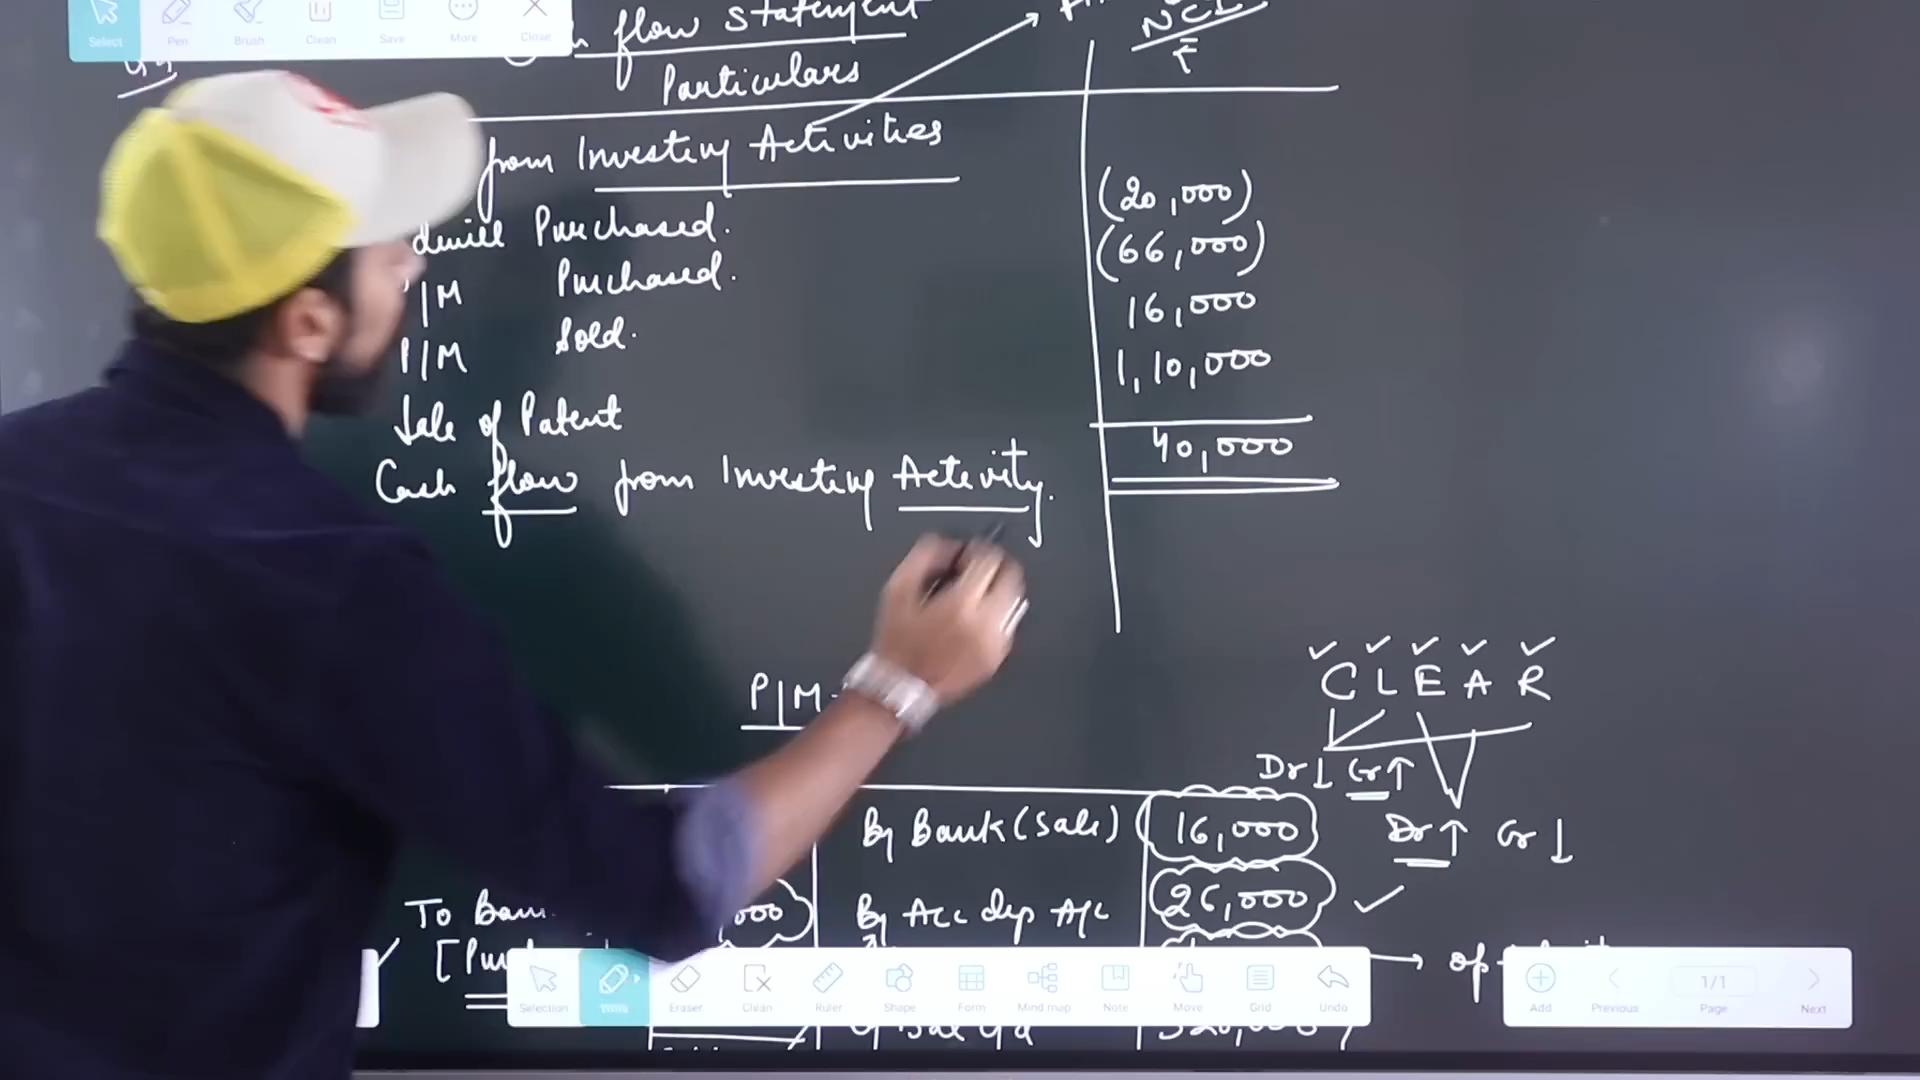 Select Pen Brush Clean Save More Close
flow statement
NCI
₹
Particulars
from Investing Activities
Purchased. (20,000)
P/M Purchased. (66,000)
P/M Sold. 16,000
Sale of Patent 1,10,000
Cash flow from Investing Activity. 40,000
P/M
C L E A R
Dr↓ Cr↑
Dr↑ Cr↓
By Bank (Sale) 16,000
To By Acc dep A/c 26,000
Selection Eraser Clean Ruler Shape Form Mind map Note Move Grid Undo
Add Previous 1/1 Page Next